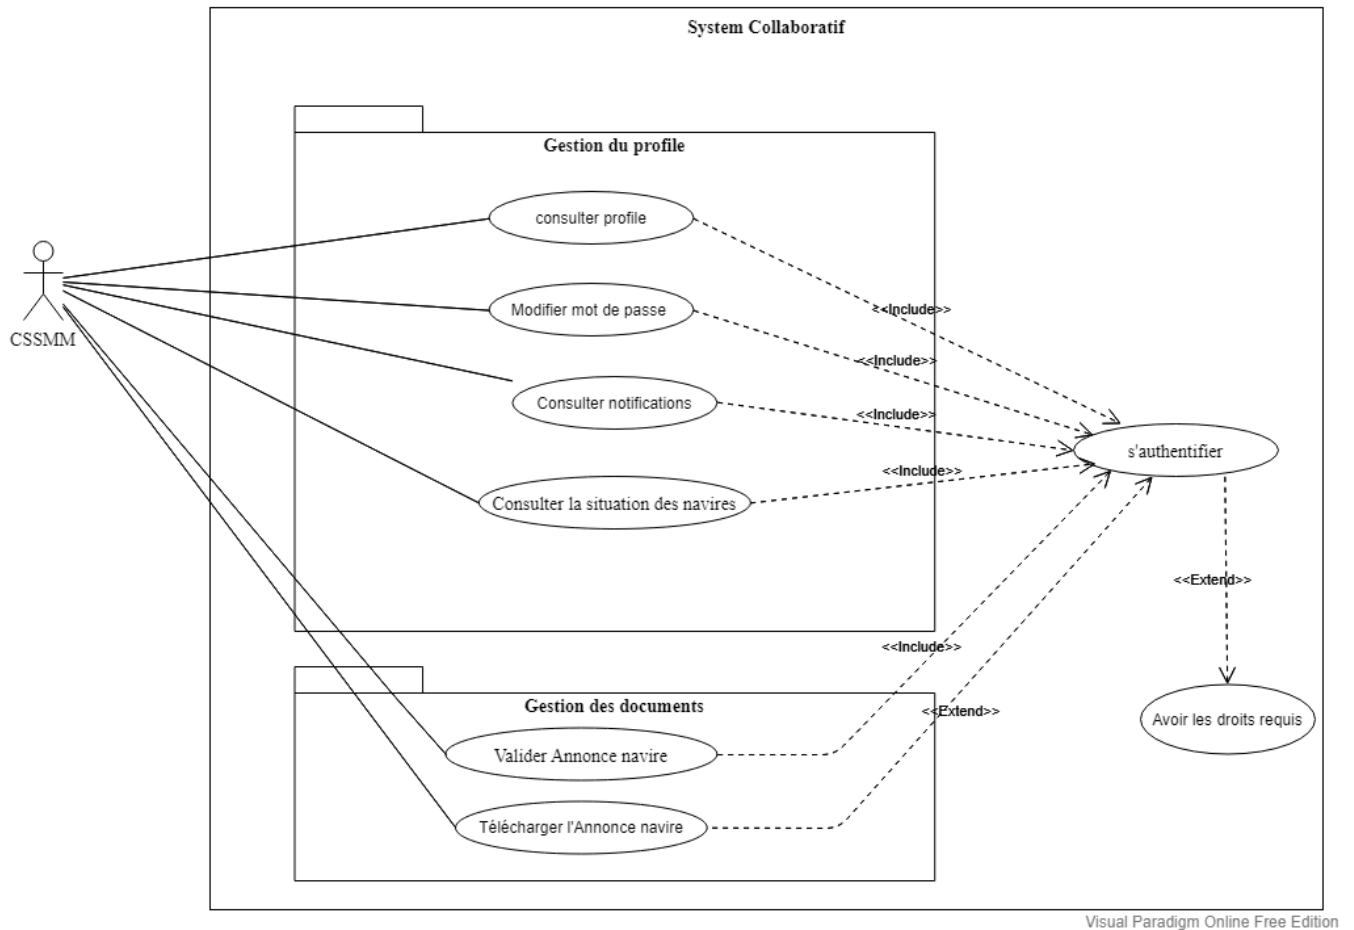 System Collaboratif
Gestion du profile
consulter profile
<<Include>>
Modifier mot de passe
CSSMM
<<Include>>
Consulter notifications
<<Include>>
s'authentifier
<<Include>>
Consulter la situation des navires
<<Extend>>
<<Include>>
Gestion des documents
<<Extend>>
Avoir les droits requis
Valider Annonce navire
Télécharger l'Annonce navire
Visual Paradigm Online Free Edition